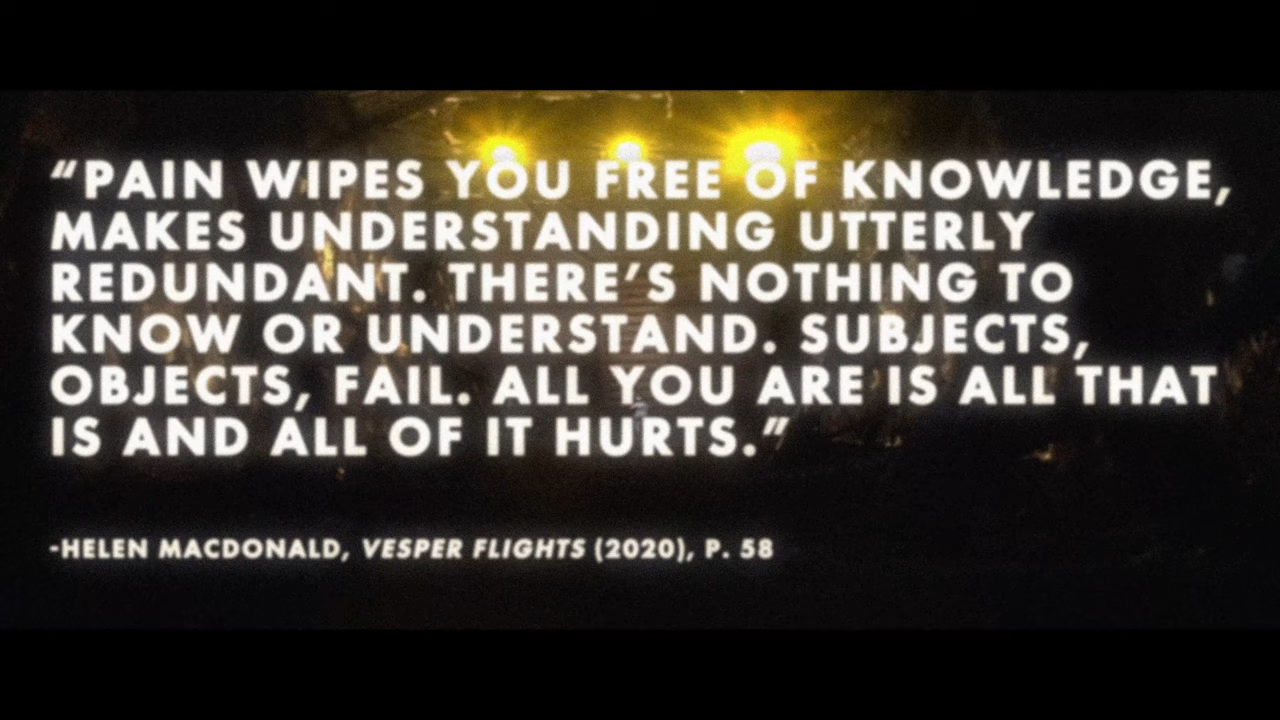 “PAIN WIPES YOU FREE OF KNOWLEDGE,
MAKES UNDERSTANDING UTTERLY
REDUNDANT. THERE’S NOTHING TO
KNOW OR UNDERSTAND. SUBJECTS,
OBJECTS, FAIL. ALL YOU ARE IS ALL THAT
IS AND ALL OF IT HURTS.”
-HELEN MACDONALD, VESPER FLIGHTS (2020), P. 58